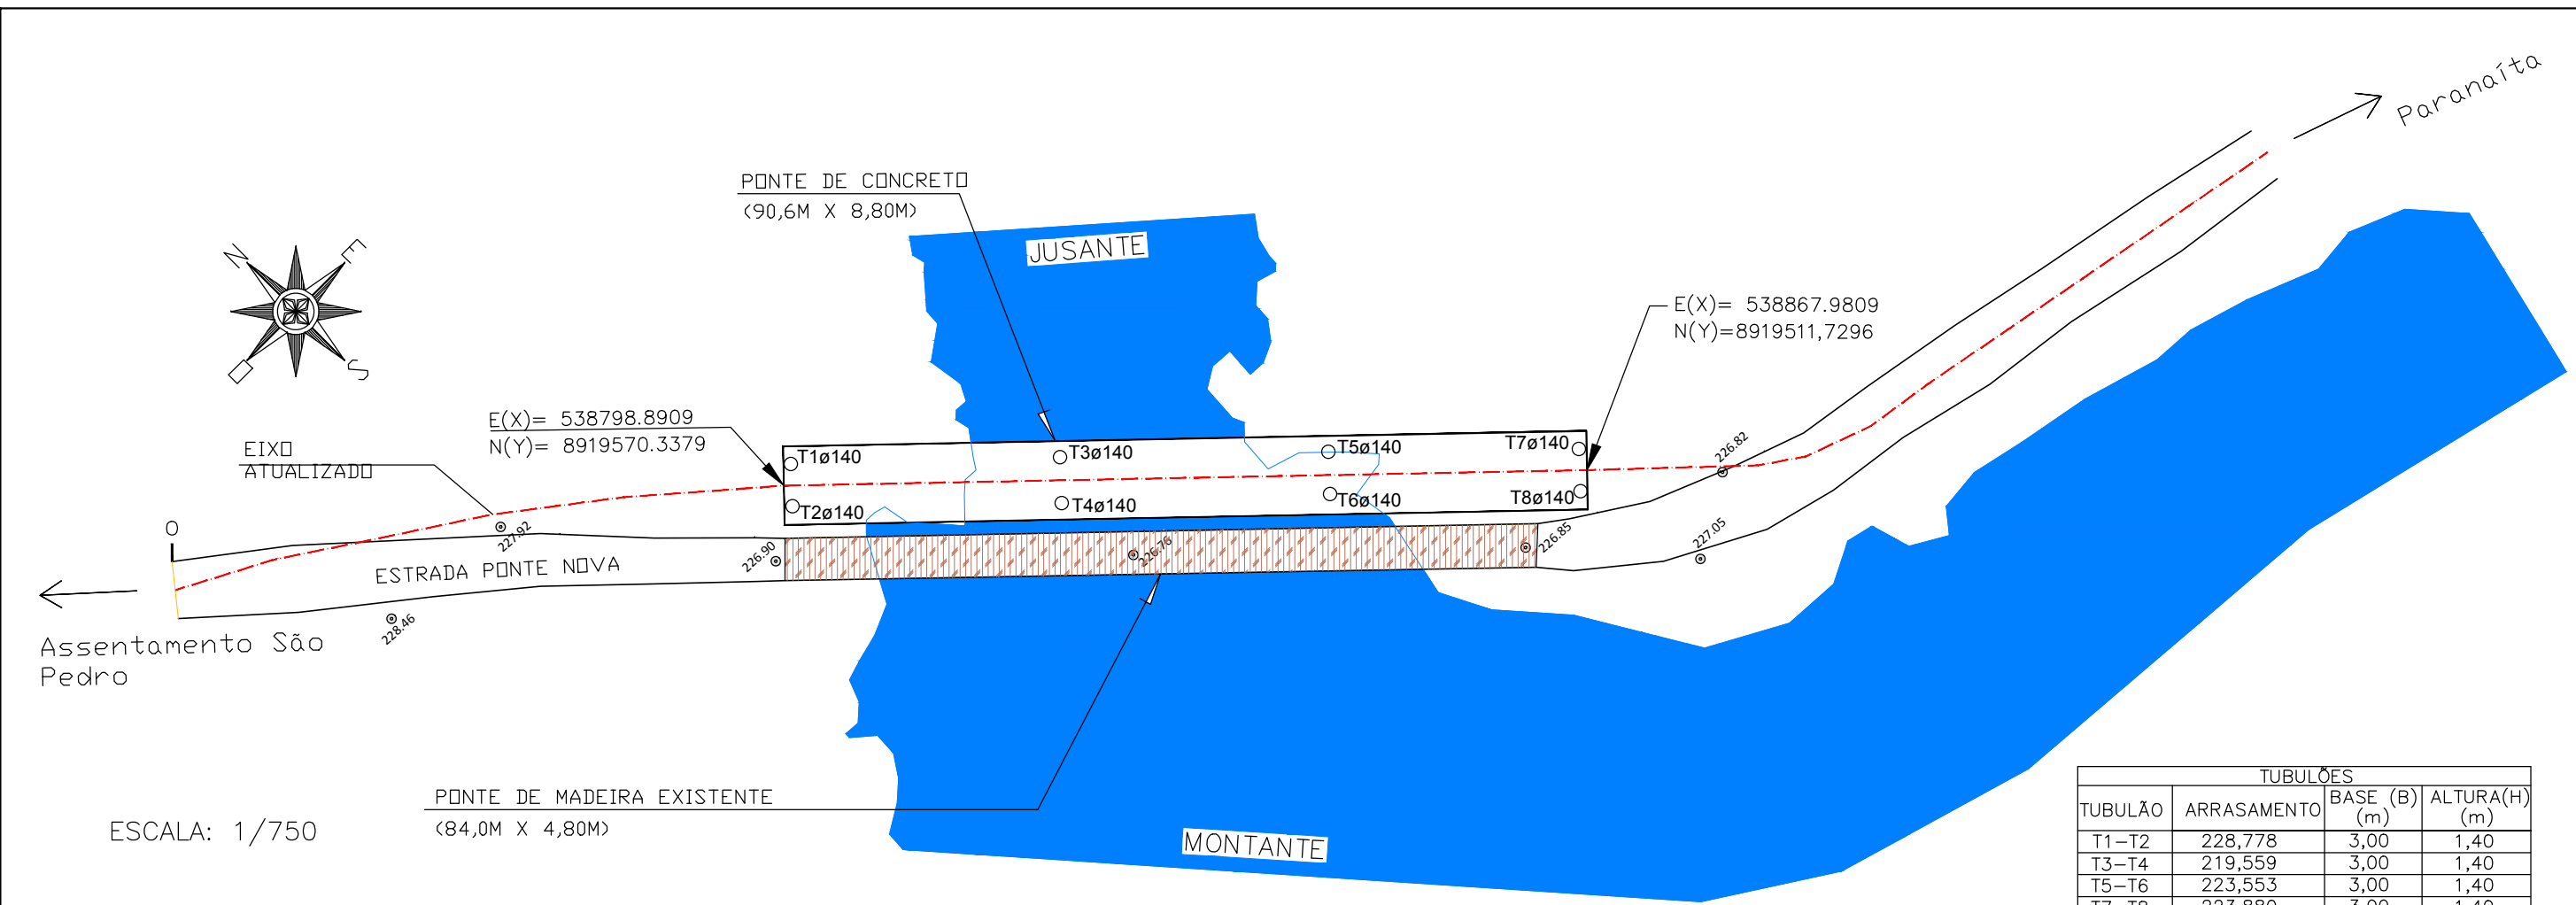 Paranaíta
PONTE DE CONCRETO
(90,6M X 8,80M)
JUSANTE
N
E
O
S
E(X)= 538867.9809
N(Y)=8919511,7296
E(X)= 538798.8909
N(Y)= 8919570.3379
EIXO
ATUALIZADO
T1ø140
T3ø140
T5ø140
T7ø140
T2ø140
T4ø140
T6ø140
T8ø140
226.82
0
227.92
226.90
226.76
226.85
227.05
ESTRADA PONTE NOVA
228.46
Assentamento São
Pedro
PONTE DE MADEIRA EXISTENTE
(84,0M X 4,80M)
ESCALA: 1/750
MONTANTE
TUBULÕES
TUBULÃO ARRASAMENTO BASE (B) (m) ALTURA(H) (m)
T1-T2 228,778 3,00 1,40
T3-T4 219,559 3,00 1,40
T5-T6 223,553 3,00 1,40